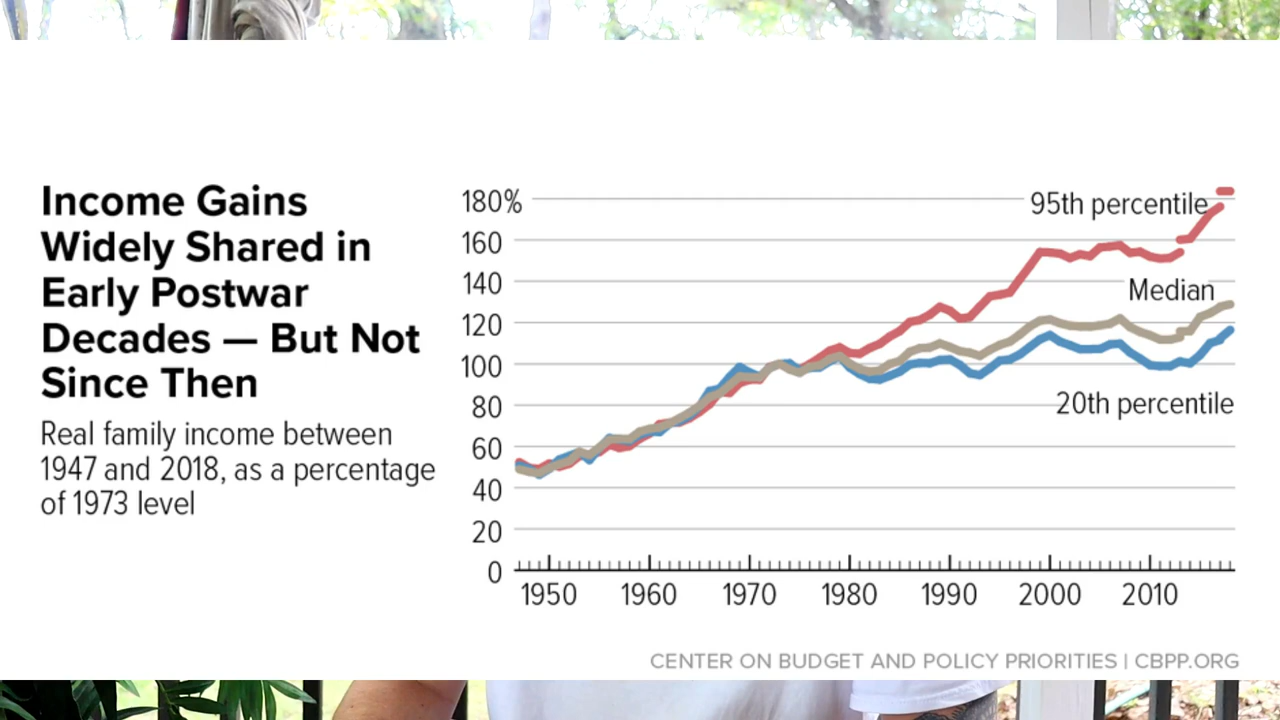 Income Gains
Widely Shared in
Early Postwar
Decades — But Not
Since Then
Real family income between
1947 and 2018, as a percentage
of 1973 level
180%
160
140
120
100
80
60
40
20
0
95th percentile
Median
20th percentile
1950 1960 1970 1980 1990 2000 2010
CENTER ON BUDGET AND POLICY PRIORITIES | CBPP.ORG